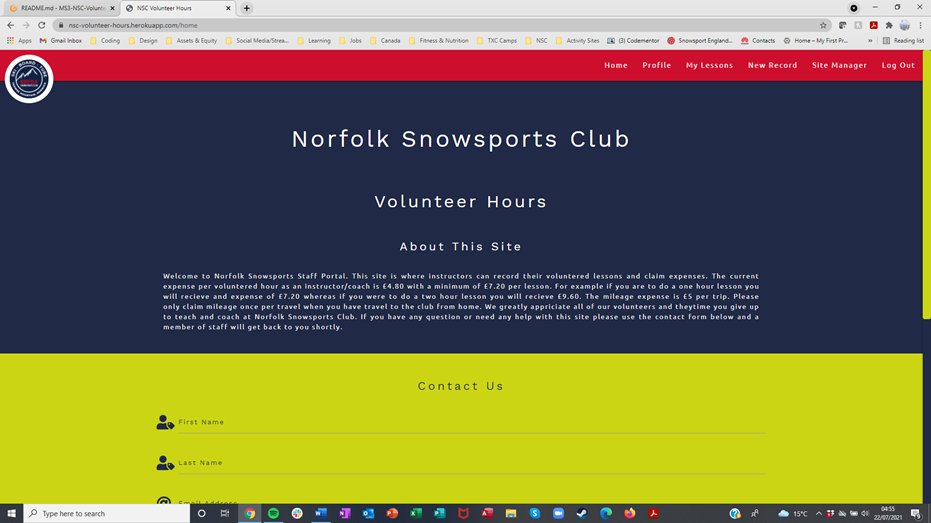 README.md - MS3-NSC-Volunt
NSC Volunteer Hours
nsc-volunteer-hours.herokuapp.com/home
Apps
Gmail Inbox
Coding
Design
Assets & Equity
Social Media/Strea...
Learning
Jobs
Canada
Fitness & Nutrition
TXC Camps
NSC
Activity Sites
(3) Codementor
Snowsport England...
Contacts
Home – My First Pr...
»
Reading list
Home
Profile
My Lessons
New Record
Site Manager
Log Out
Norfolk Snowsports Club
Volunteer Hours
About This Site
Welcome to Norfolk Snowsports Staff Portal. This site is where instructors can record their voluntered lessons and claim expenses. The current
expense per voluntered hour as an instructor/coach is £4.80 with a minimum of £7.20 per lesson. For example if you are to do a one hour lesson you
will recieve and expense of £7.20 whereas if you were to do a two hour lesson you will recieve £9.60. The mileage expense is £5 per trip. Please
only claim mileage once per travel when you have travel to the club from home. We greatly appriciate all of our volunteers and theytime you give up
to teach and coach at Norfolk Snowsports Club. If you have any question or need any help with this site please use the contact form below and a
member of staff will get back to you shortly.
Contact Us
First Name
Last Name
Email Address
Type here to search
15°C
04:55
22/07/2021